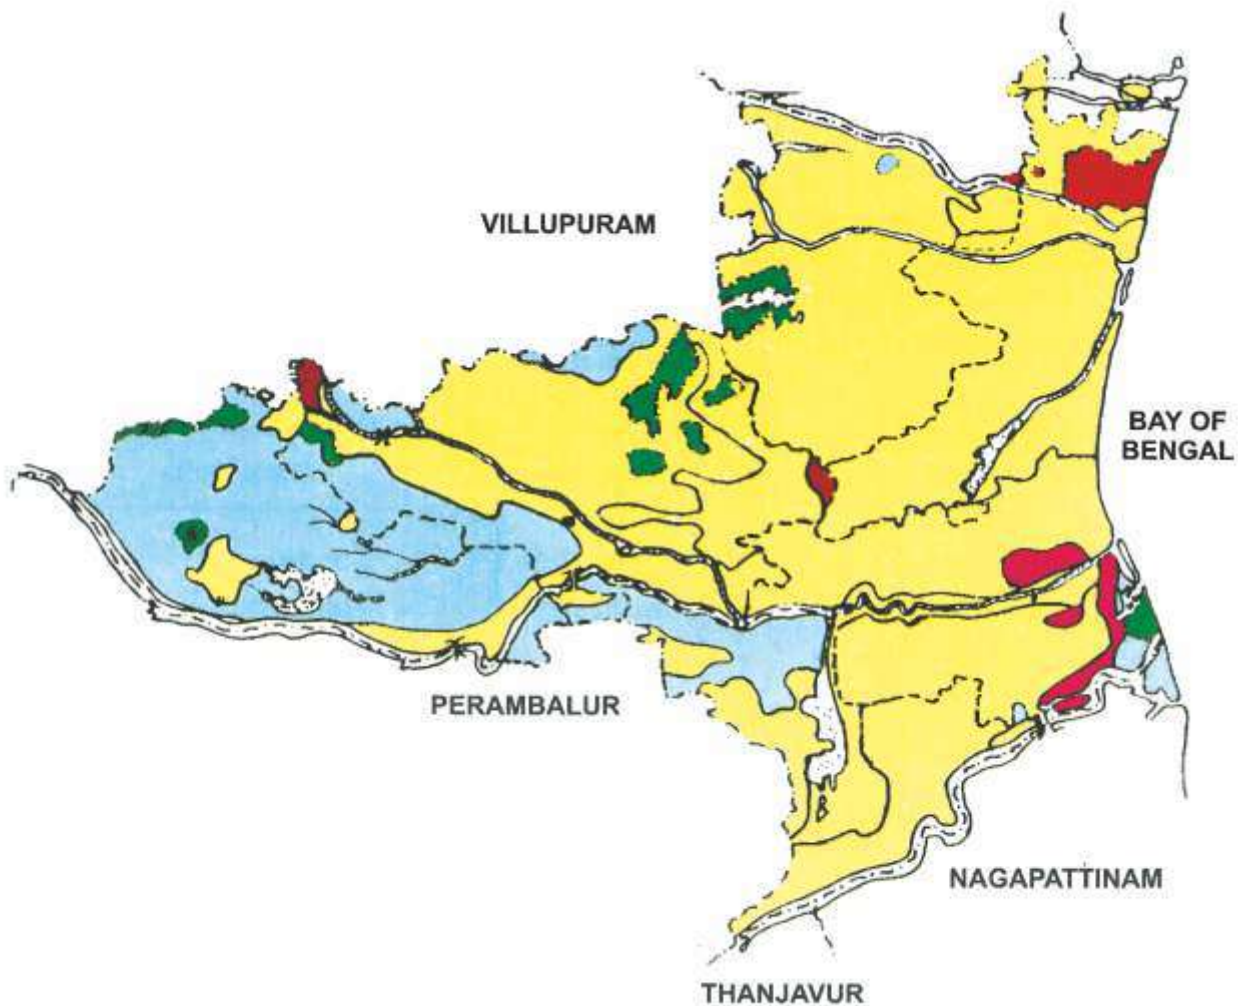 VILLUPURAM
BAY OF
BENGAL
PERAMBALUR
NAGAPATTINAM
THANJAVUR